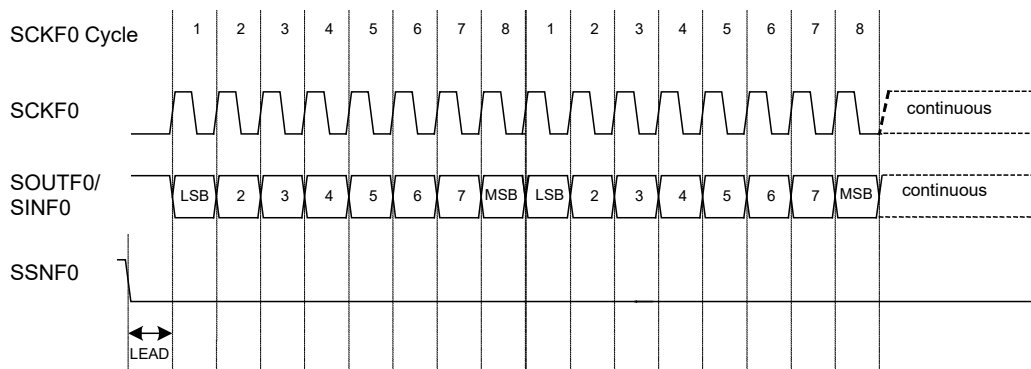 SCKF0 Cycle 1 2 3 4 5 6 7 8 1 2 3 4 5 6 7 8
SCKF0 continuous
SOUTF0/
SINF0 LSB 2 3 4 5 6 7 MSB LSB 2 3 4 5 6 7 MSB continuous
SSNF0
LEAD